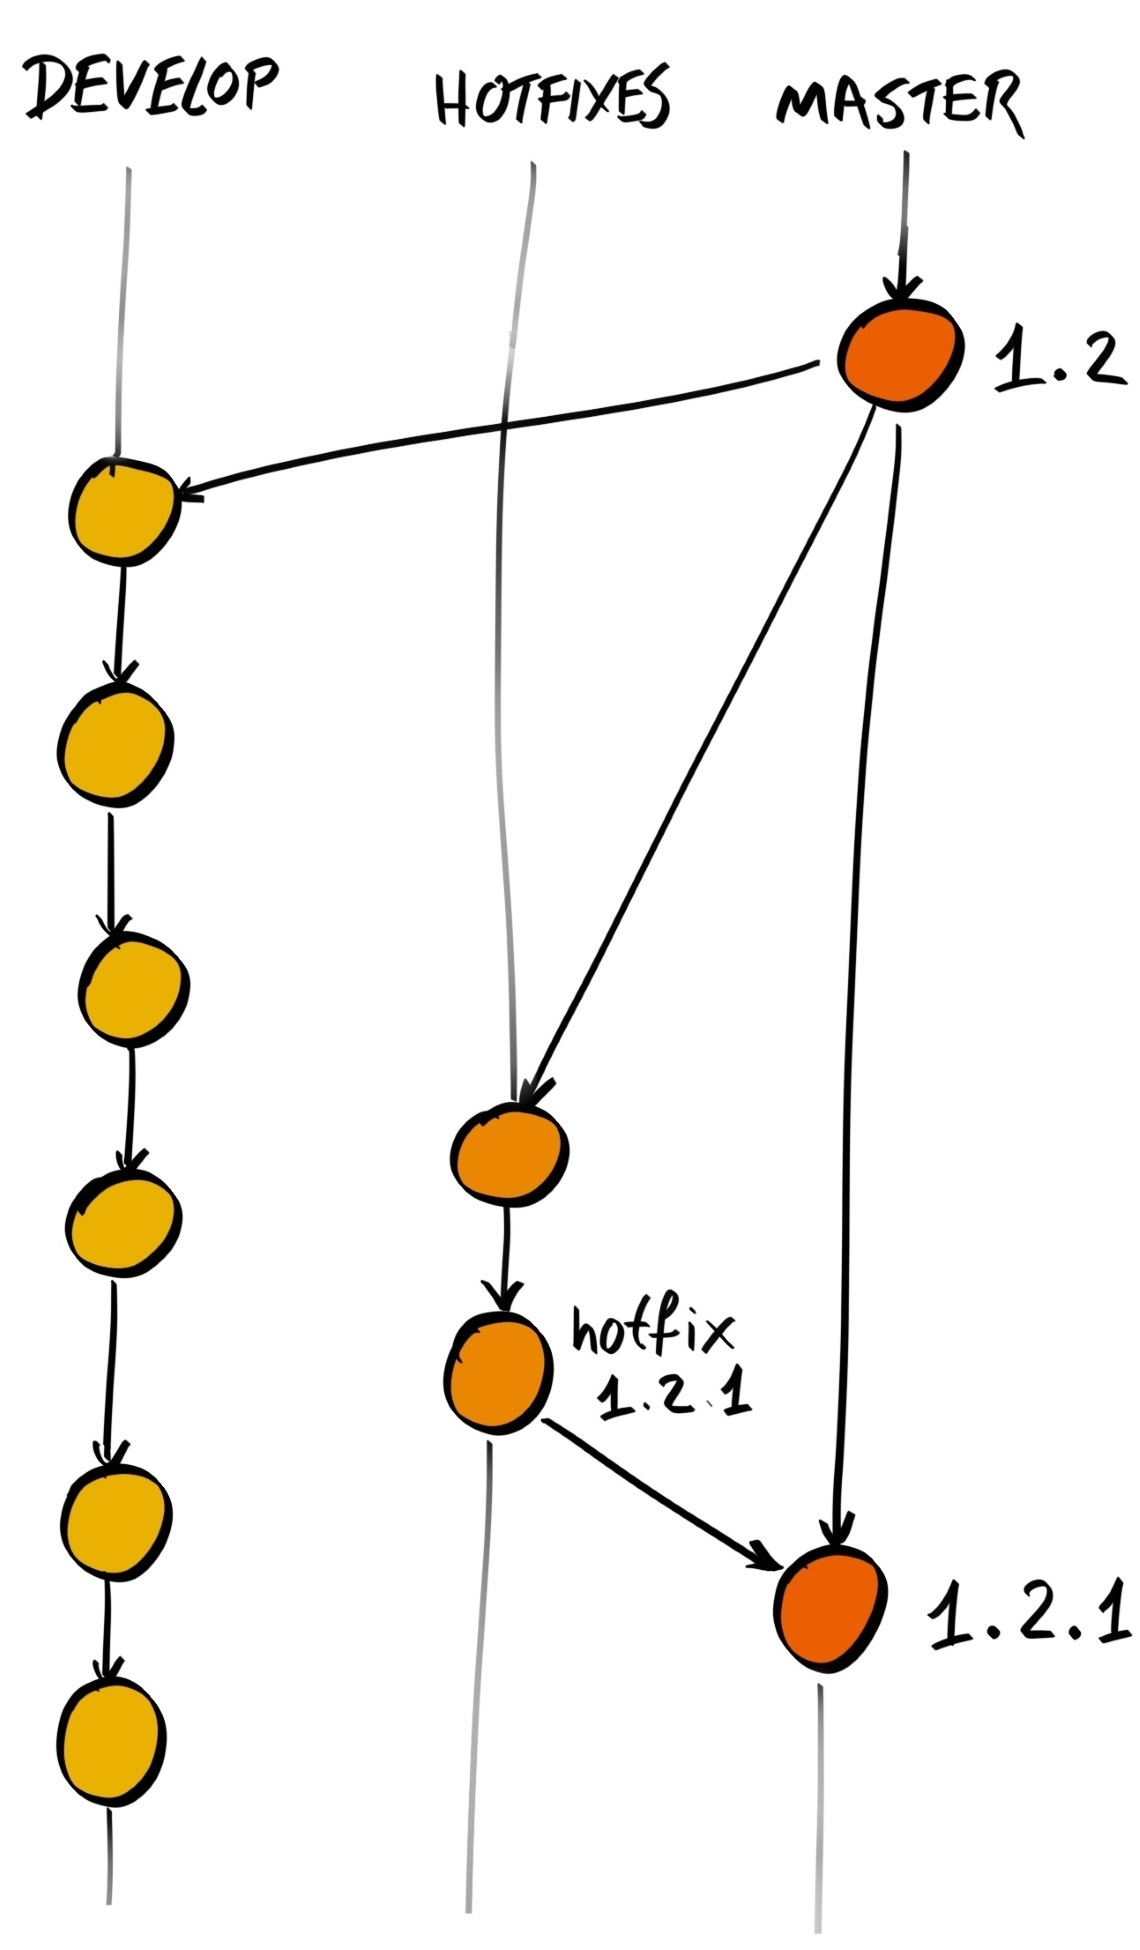 DEVELOP
HOTFIXES
MASTER
1.2
hotfix
1.2.1
1.2.1